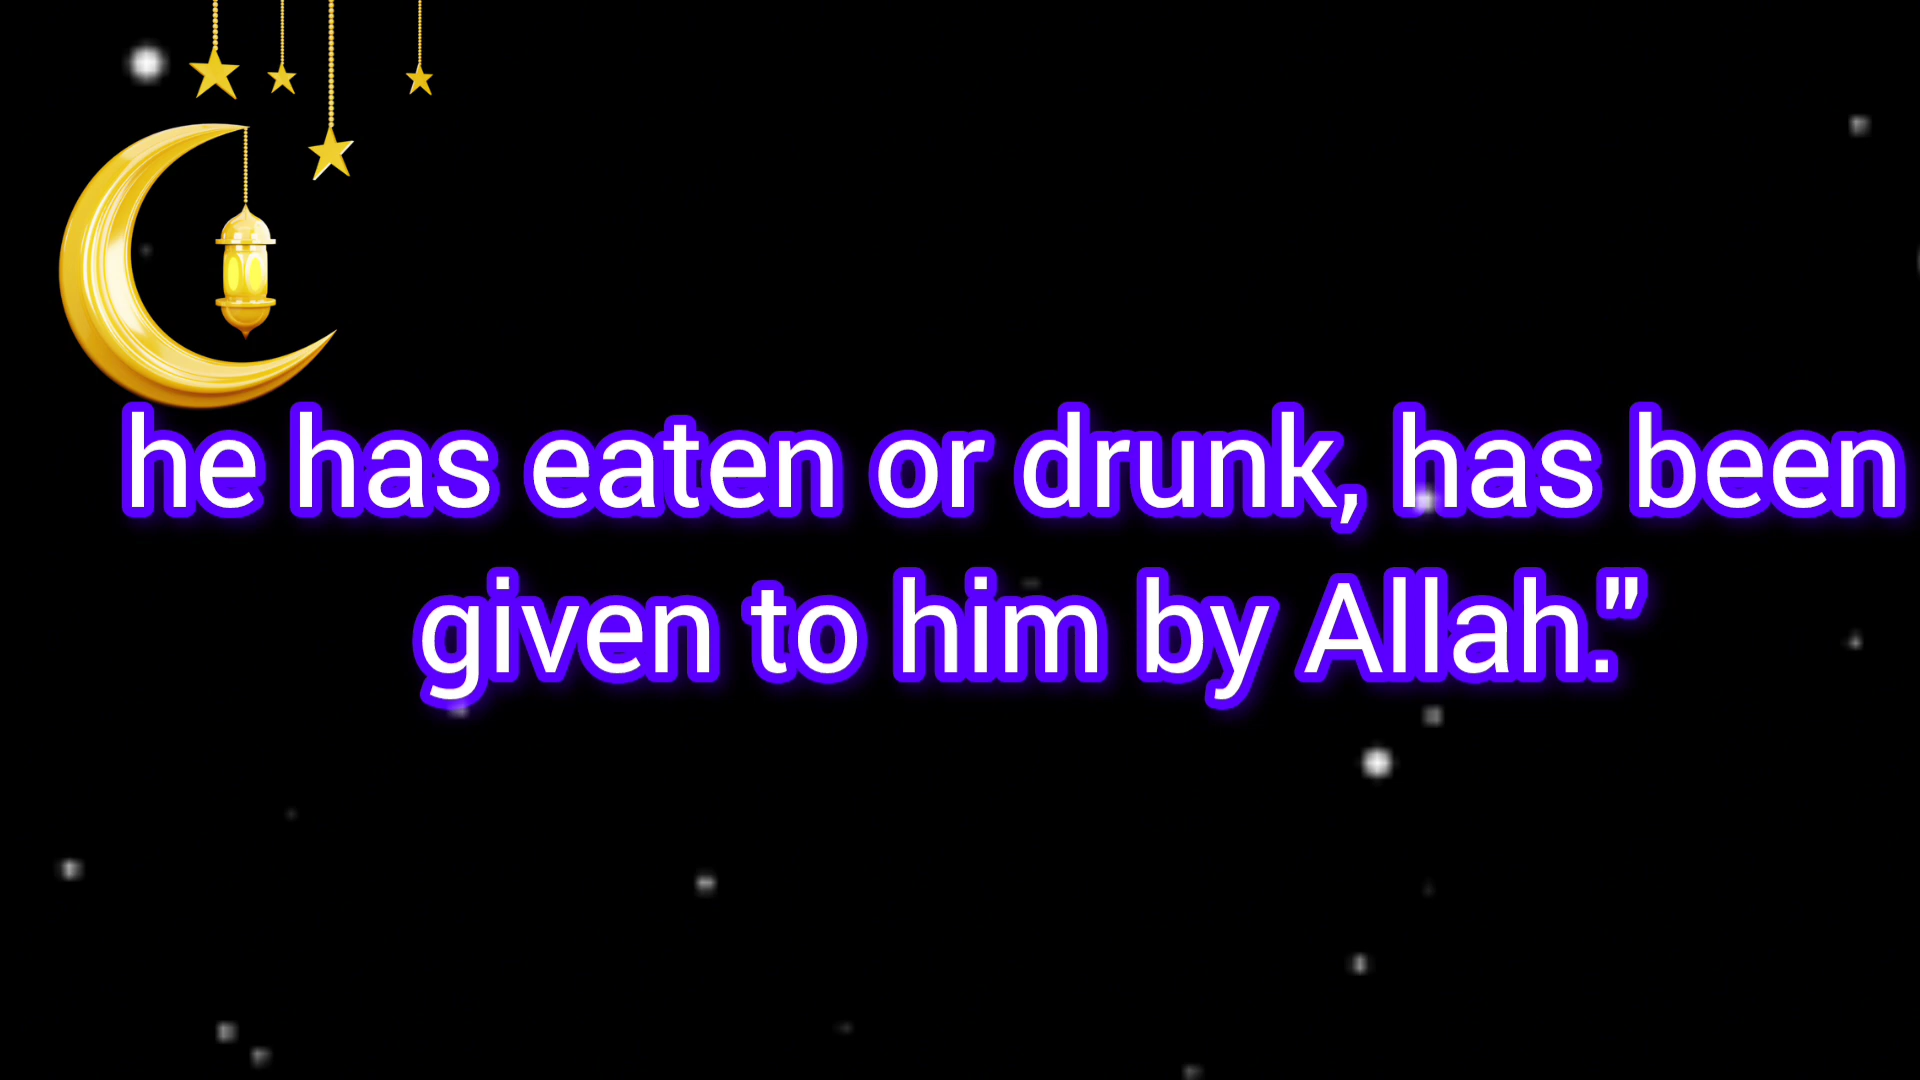 he has eaten or drunk, has been
given to him by Allah."